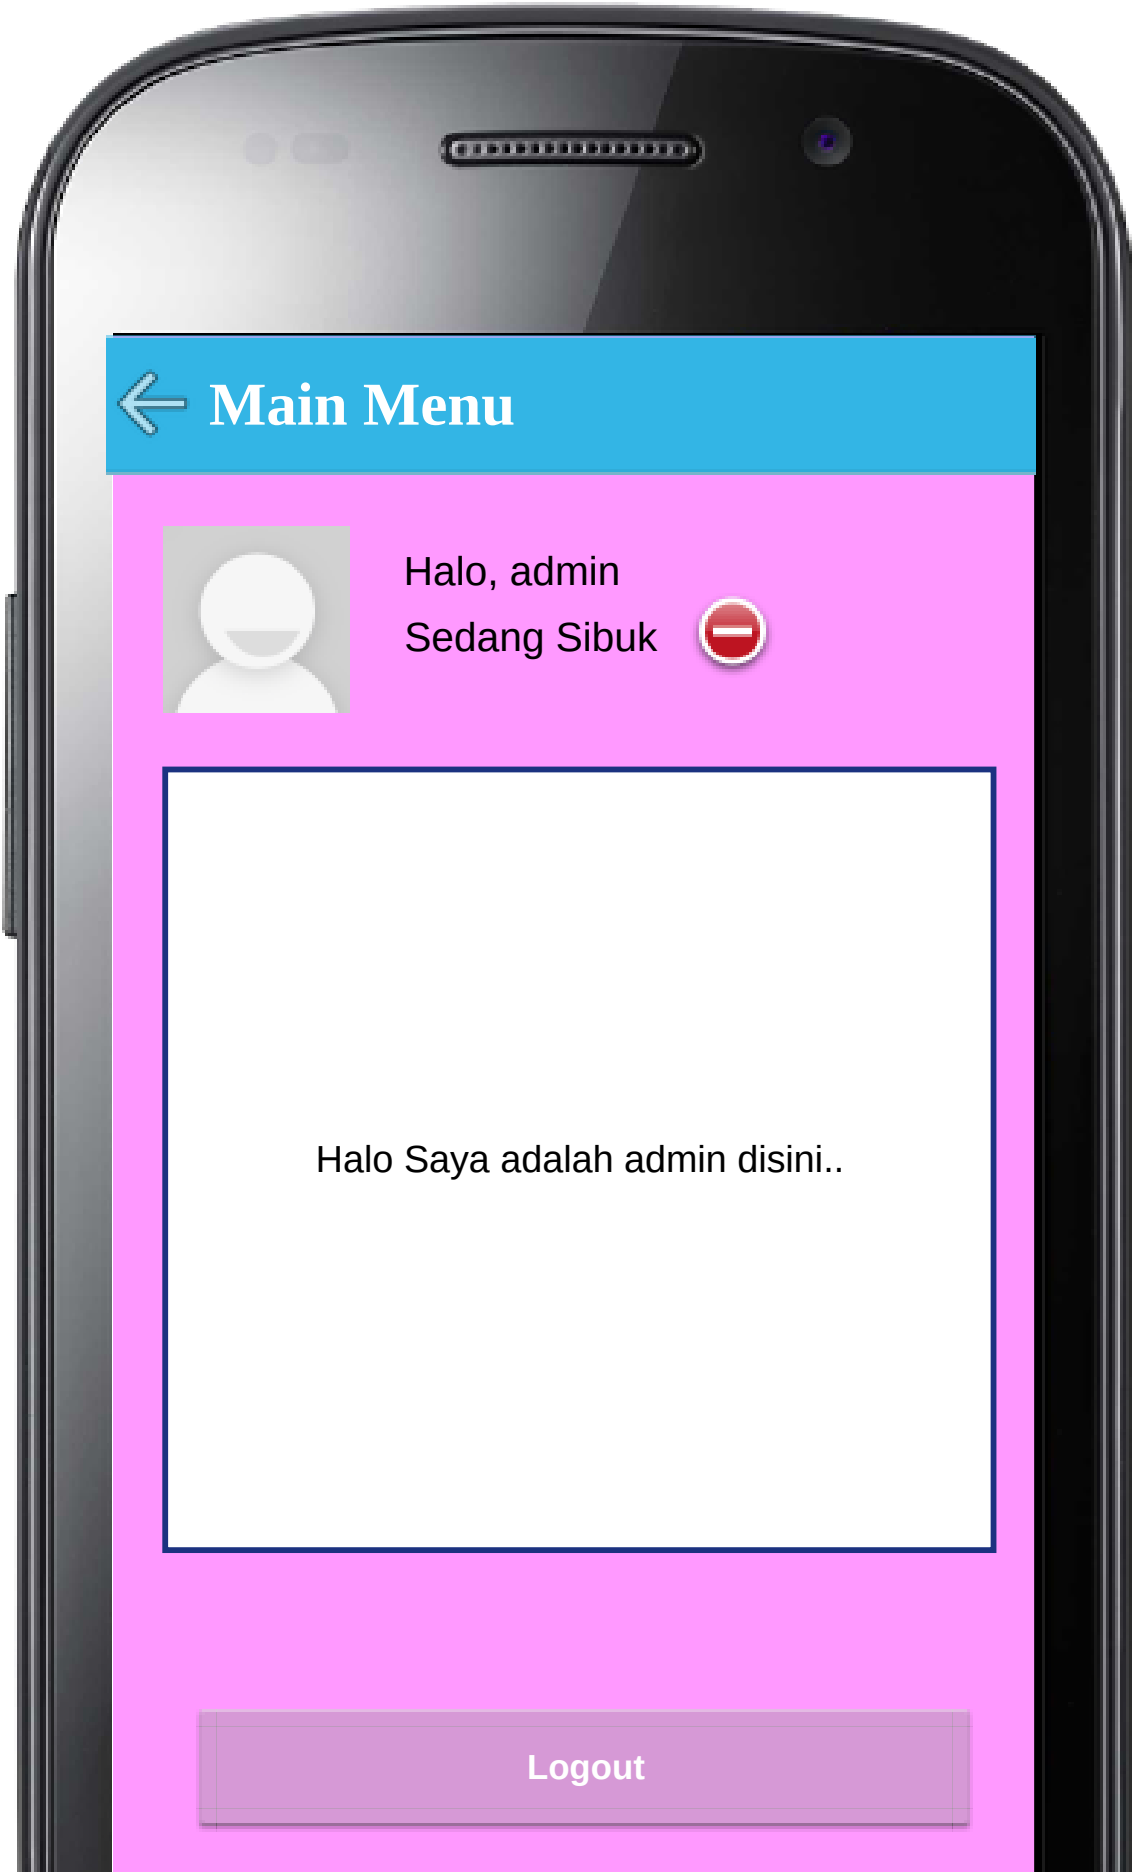 Main Menu
Halo, admin
Sedang Sibuk
Halo Saya adalah admin disini..
Logout